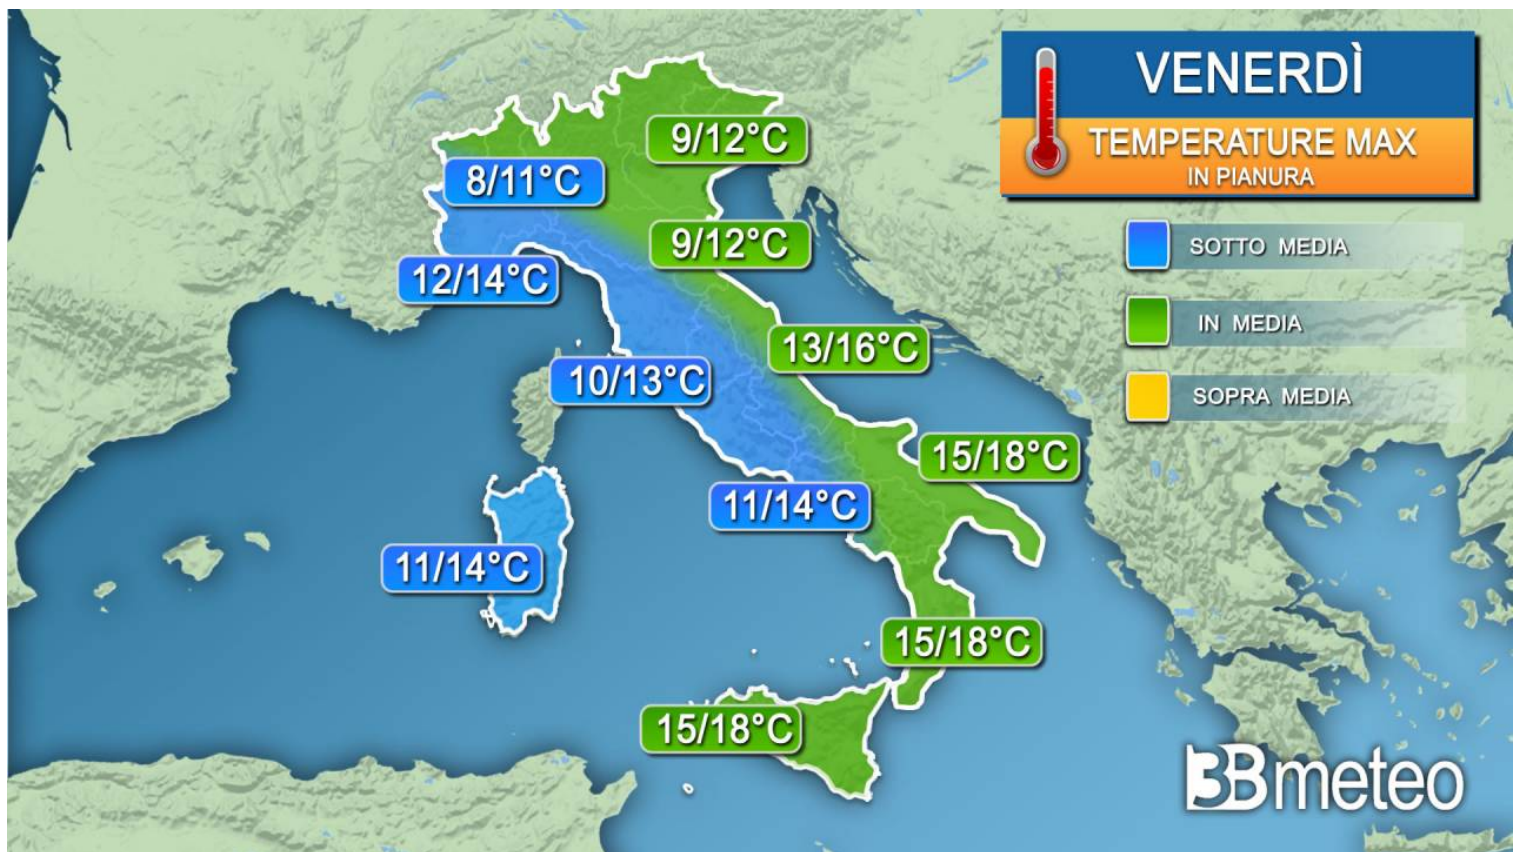 VENERDÌ
TEMPERATURE MAX
IN PIANURA
9/12°C
8/11°C
9/12°C
SOTTO MEDIA
12/14°C
IN MEDIA
13/16°C
10/13°C
SOPRA MEDIA
15/18°C
11/14°C
11/14°C
15/18°C
15/18°C
3Bmeteo